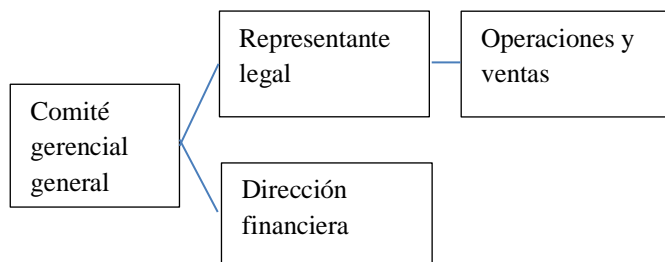 Representante
legal
Operaciones y
ventas
Comité
gerencial
general
Dirección
financiera